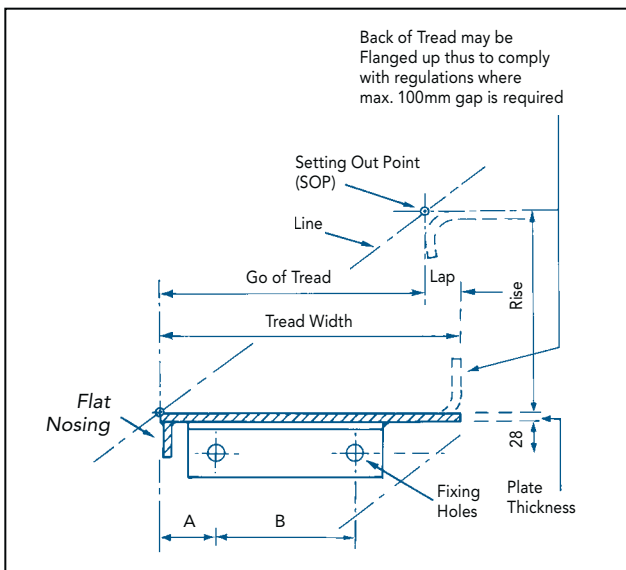 Back of Tread may be
Flanged up thus to comply
with regulations where
max. 100mm gap is required
Setting Out Point
(SOP)
Line
Go of Tread
Lap
Rise
Tread Width
Flat
Nosing
28
Fixing
Holes
Plate
Thickness
A
B